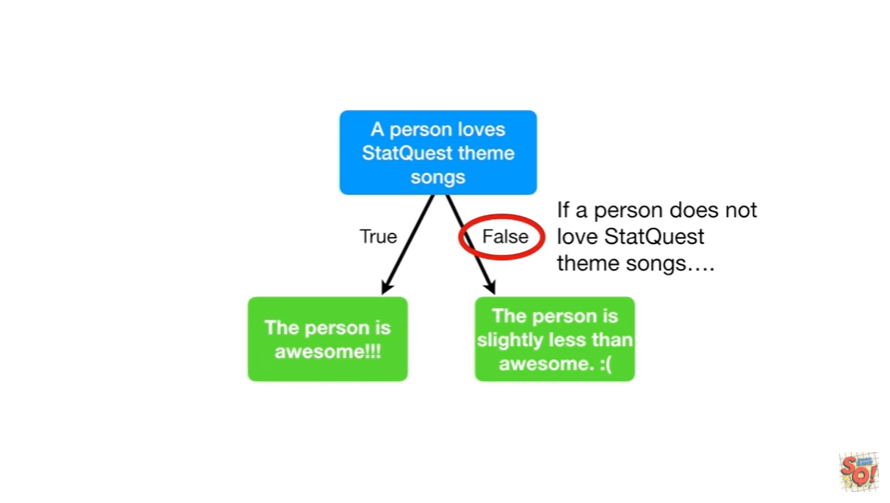 A person loves
StatQuest theme
songs
True
False
If a person does not
love StatQuest
theme songs….
The person is
awesome!!!
The person is
slightly less than
awesome. :(
SQ!